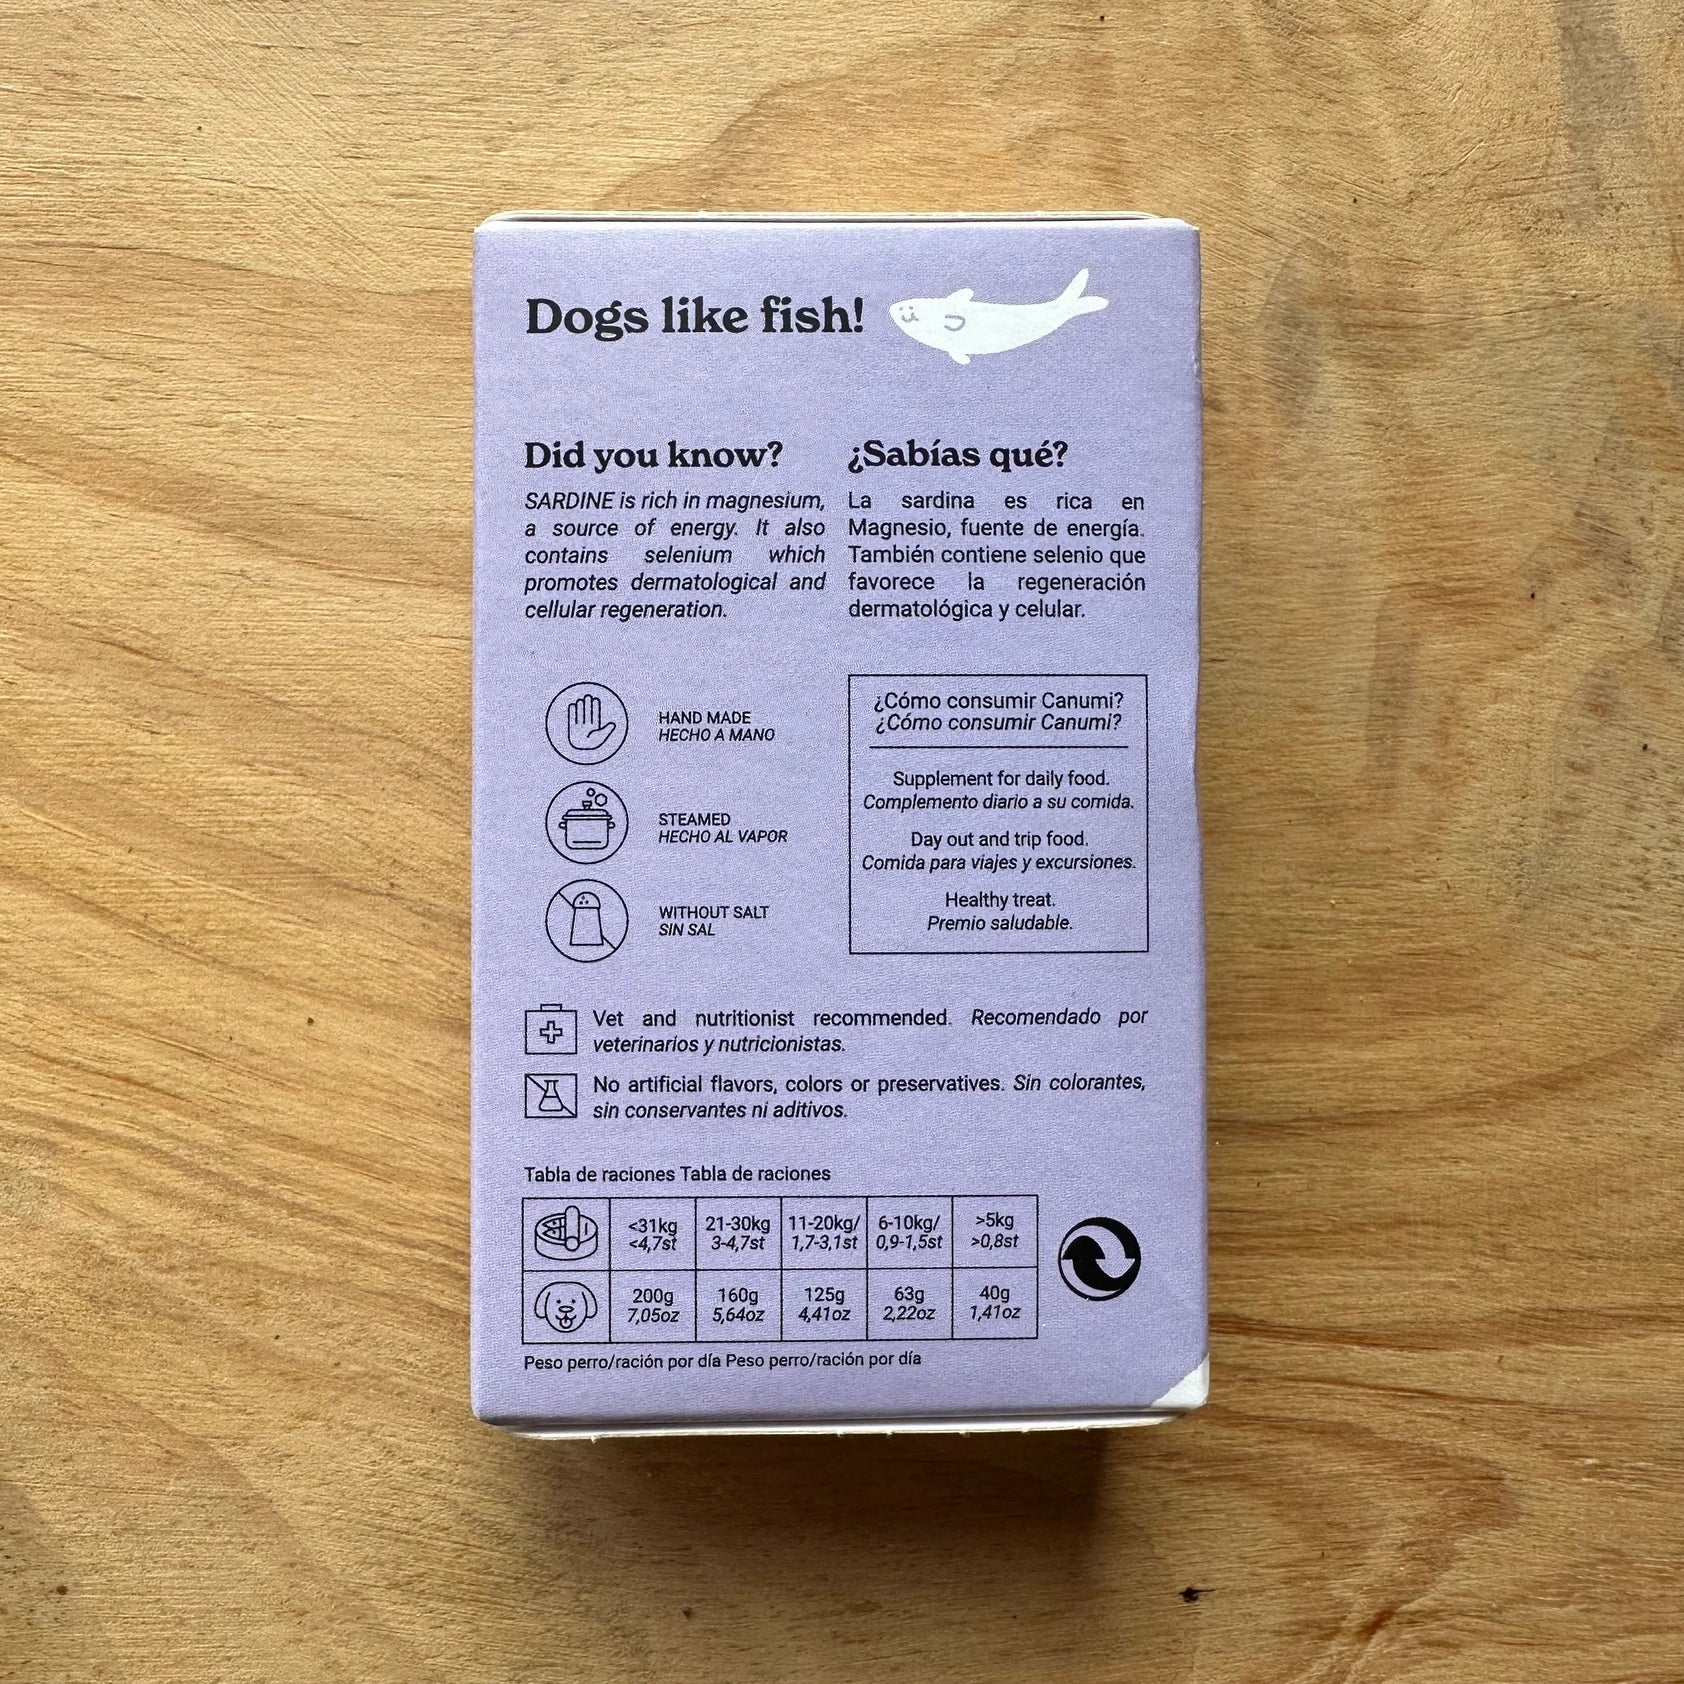 Dogs like fish!
Did you know?
SARDINE is rich in magnesium,
a source of energy. It also
contains selenium which
promotes dermatological and
cellular regeneration.
¿Sabías qué?
La sardina es rica en
Magnesio, fuente de energía.
También contiene selenio que
favorece la regeneración
dermatológica y celular.
HAND MADE
HECHO A MANO
STEAMED
HECHO AL VAPOR
WITHOUT SALT
SIN SAL
¿Cómo consumir Canumi?
¿Cómo consumir Canumi?
Supplement for daily food.
Complemento diario a su comida.
Day out and trip food.
Comida para viajes y excursiones.
Healthy treat.
Premio saludable.
Vet and nutritionist recommended. Recomendado por
veterinarios y nutricionistas.
No artificial flavors, colors or preservatives. Sin colorantes,
sin conservantes ni aditivos.
Tabla de raciones Tabla de raciones
<31kg 21-30kg 11-20kg/ 6-10kg/ >5kg
<4,7st 3-4,7st 1,7-3,1st 0,9-1,5st >0,8st
200g 160g 125g 63g 40g
7,05oz 5,64oz 4,41oz 2,22oz 1,41oz
Peso perro/ración por día Peso perro/ración por día